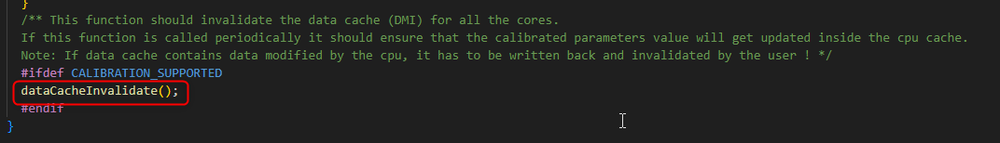 }
/** This function should invalidate the data cache (DMI) for all the cores.
If this function is called periodically it should ensure that the calibrated parameters value will get updated inside the cpu cache.
Note: If data cache contains data modified by the cpu, it has to be written back and invalidated by the user ! */
#ifdef CALIBRATION_SUPPORTED
dataCacheInvalidate();
#endif
}